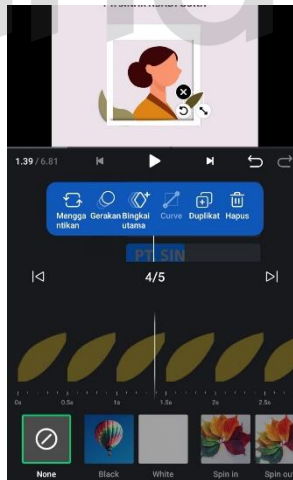 1.39 / 6.81
Mengga
ntikan
Gerakan
Bingkai
utama
Curve
Duplikat
Hapus
PT. SIN
4/5
0s 0.5s 1s 1.5s 2s 2.5s
None
Black
White
Spin in
Spin out